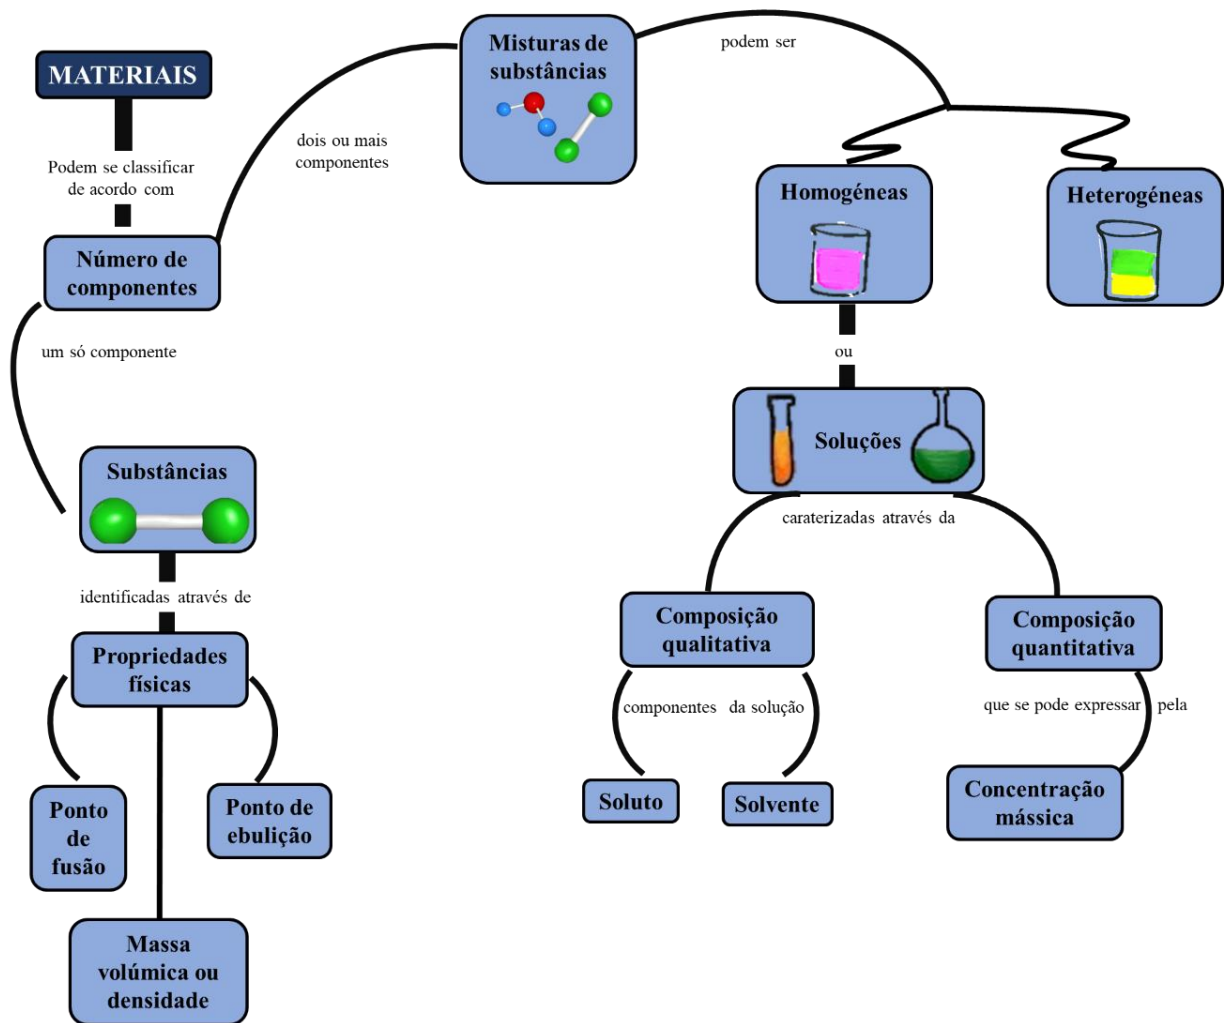 MATERIAIS
Podem se classificar
de acordo com
Número de
componentes
dois ou mais
componentes
Misturas de
substâncias
podem ser
Homogéneas
Heterogéneas
ou
Soluções
caraterizadas através da
Composição
qualitativa
componentes da solução
Soluto
Solvente
Composição
quantitativa
que se pode expressar pela
Concentração
mássica
um só componente
Substâncias
identificadas através de
Propriedades
físicas
Ponto
de
fusão
Ponto de
ebulição
Massa
volúmica ou
densidade